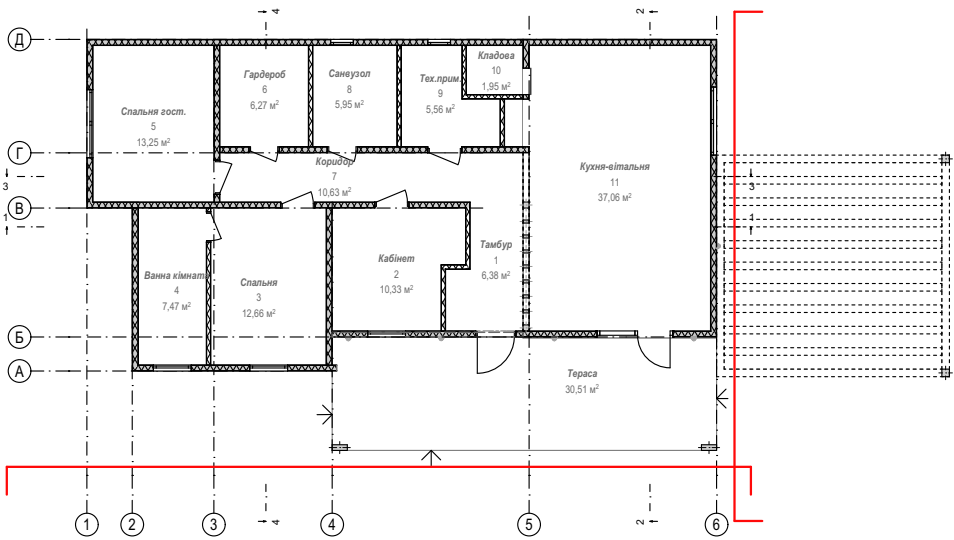 4
2
Д
Кладова
10
1,95 м²
Гардероб
6
6,27 м²
Санвузол
8
5,95 м²
Тех.прим.
9
5,56 м²
Спальня гост.
5
13,25 м²
Г
Коридор
7
10,63 м²
Кухня-вітальня
11
37,06 м²
3
3
В
1
1
Тамбур
1
6,38 м²
Кабінет
2
10,33 м²
Ванна кімната
4
7,47 м²
Спальня
3
12,66 м²
Б
А
Тераса
30,51 м²
1
2
3
4
4
5
2
6